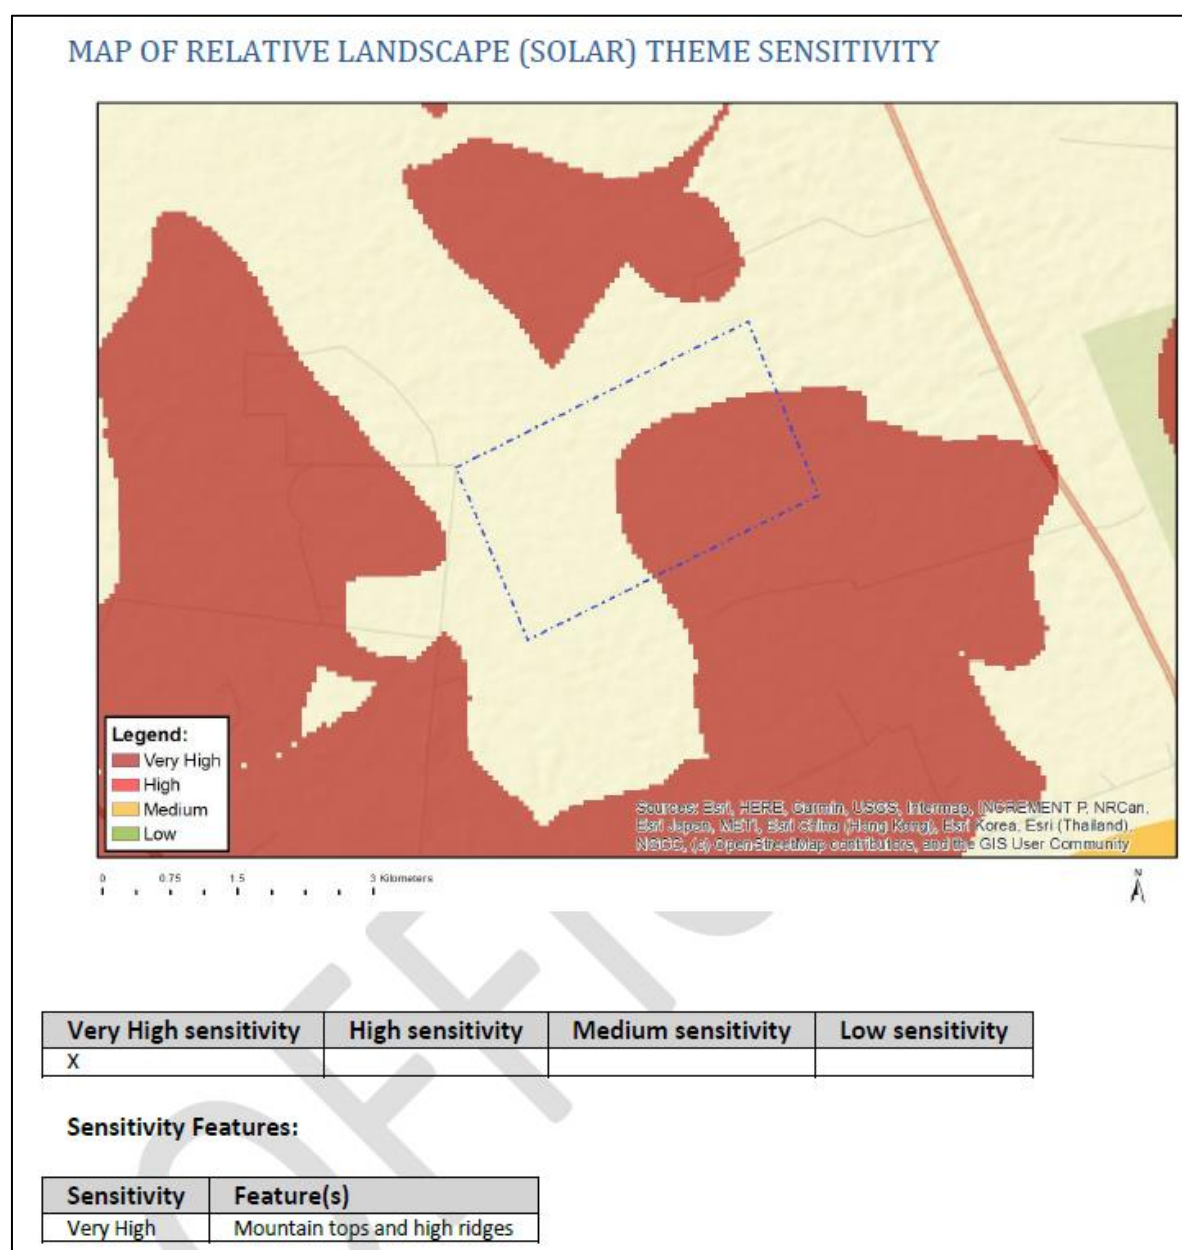 MAP OF RELATIVE LANDSCAPE (SOLAR) THEME SENSITIVITY
Legend:
Very High
High
Medium
Low
Sources: Esri, HERE, Garmin, USGS, Intermap, INCREMENT P, NRCan,
Esri Japan, METI, Esri China (Hong Kong), Esri Korea, Esri (Thailand),
NGCC, (c) OpenStreetMap contributors, and the GIS User Community
0 0.75 1.5 3 Kilometers
N
Very High sensitivity High sensitivity Medium sensitivity Low sensitivity
X
Sensitivity Features:
Sensitivity Feature(s)
Very High Mountain tops and high ridges